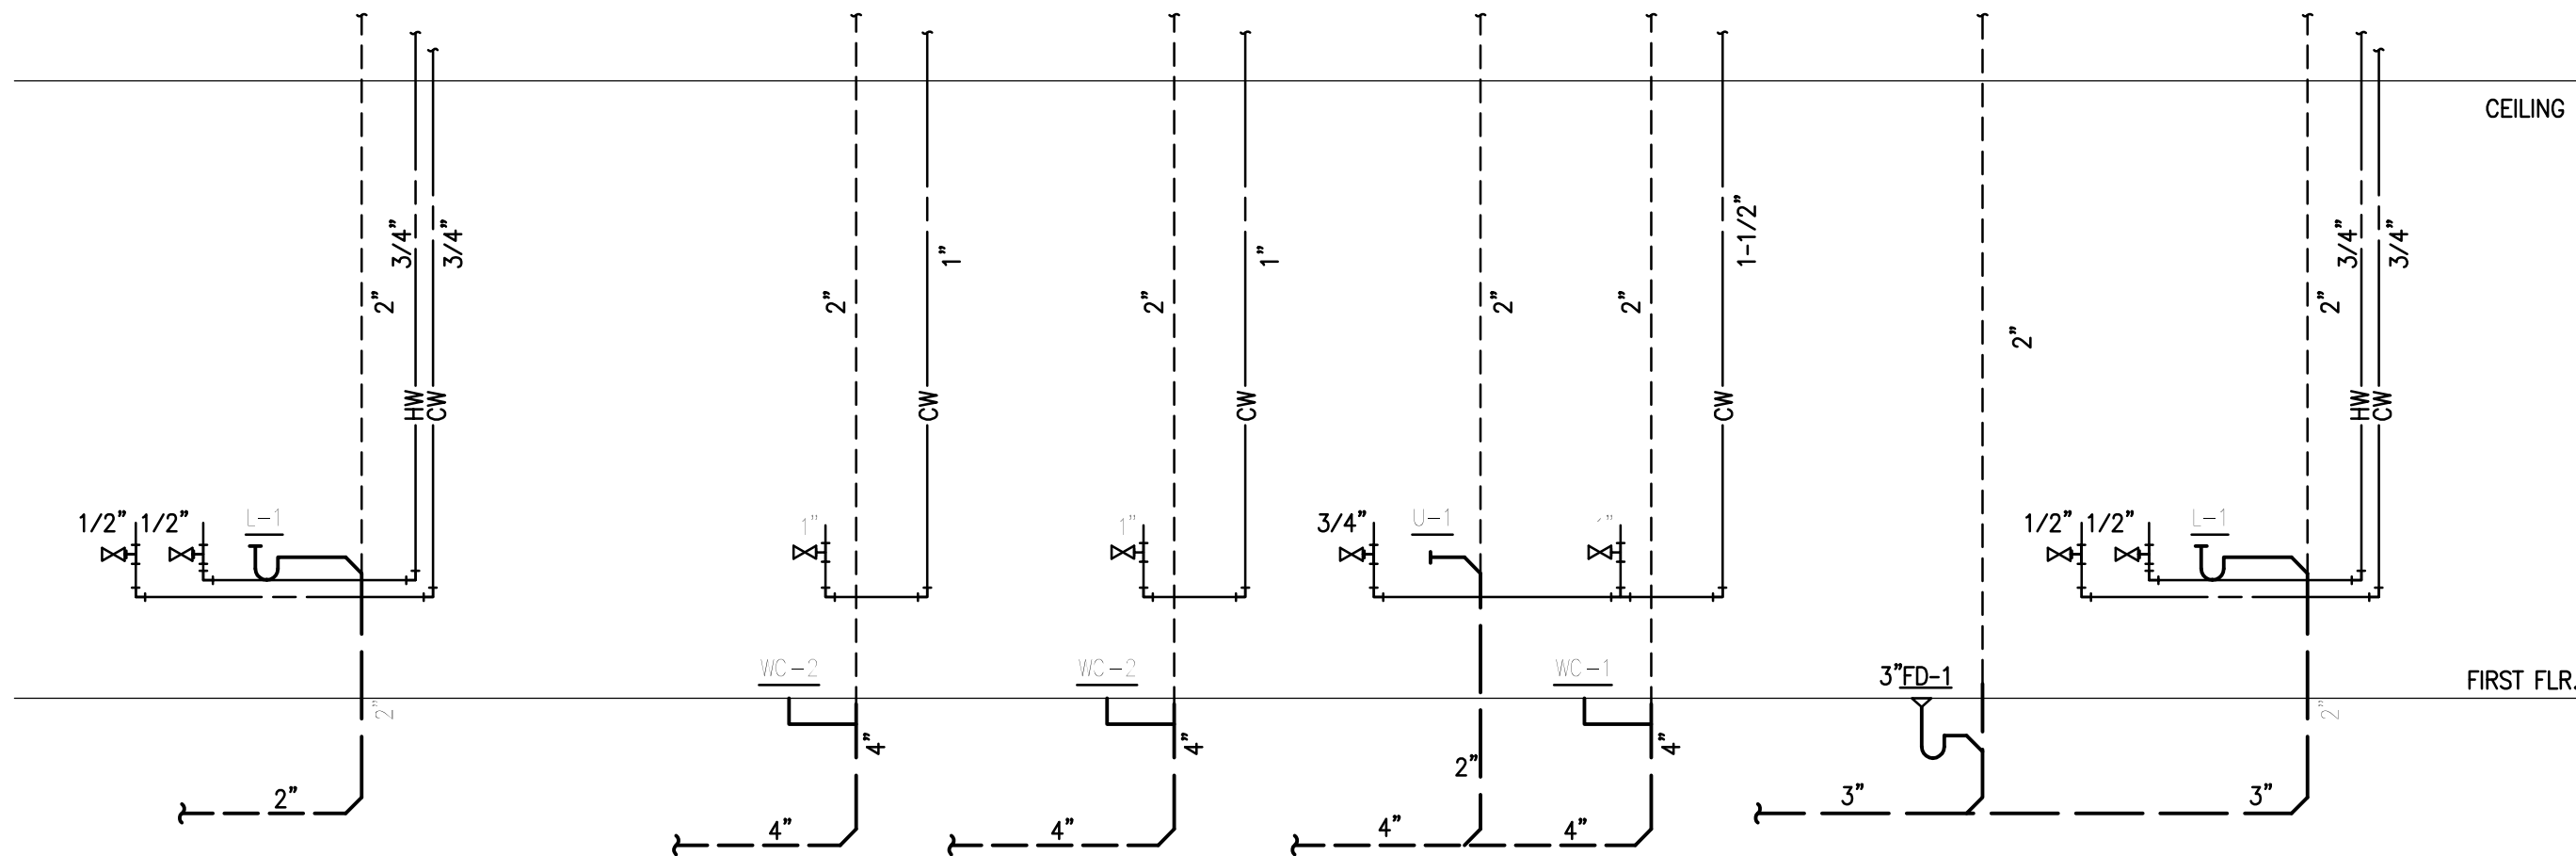 CEILING
3/4”
3/4”
1”
1”
1-1/2”
3/4”
3/4”
2”
2”
2”
2”
2”
2”
2”
HW
CW
CW
CW
CW
HW
CW
1/2”
1/2”
L-1
1”
1”
3/4”
U-1
1”
1/2”
1/2”
L-1
WC-2
WC-2
WC-1
3”FD-1
FIRST FLR.
2”
2”
4”
4”
2”
4”
2”
4”
4”
4”
4”
3”
3”